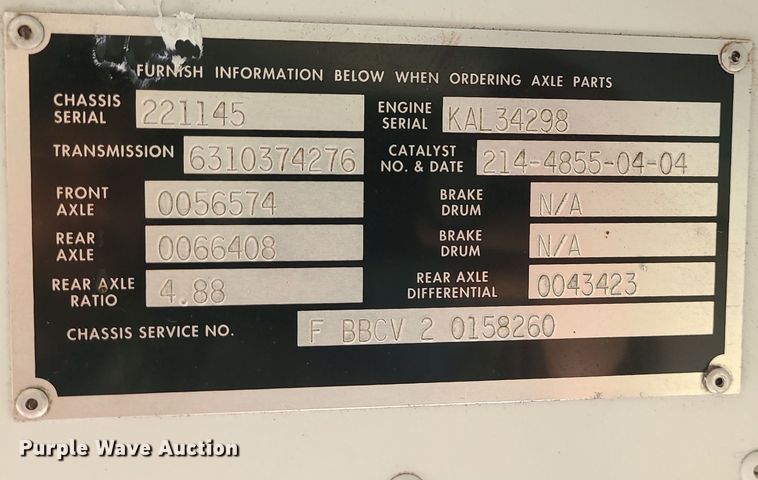 FURNISH INFORMATION BELOW WHEN ORDERING AXLE PARTS
CHASSIS SERIAL 221145 ENGINE SERIAL KAL34298
TRANSMISSION 6310374276 CATALYST NO. & DATE 214-4855-04-04
FRONT AXLE 0056574 BRAKE DRUM N/A
REAR AXLE 0066408 BRAKE DRUM N/A
REAR AXLE RATIO 4.88 REAR AXLE DIFFERENTIAL 0043423
CHASSIS SERVICE NO. F BBCV 2 0158260
Purple Wave Auction